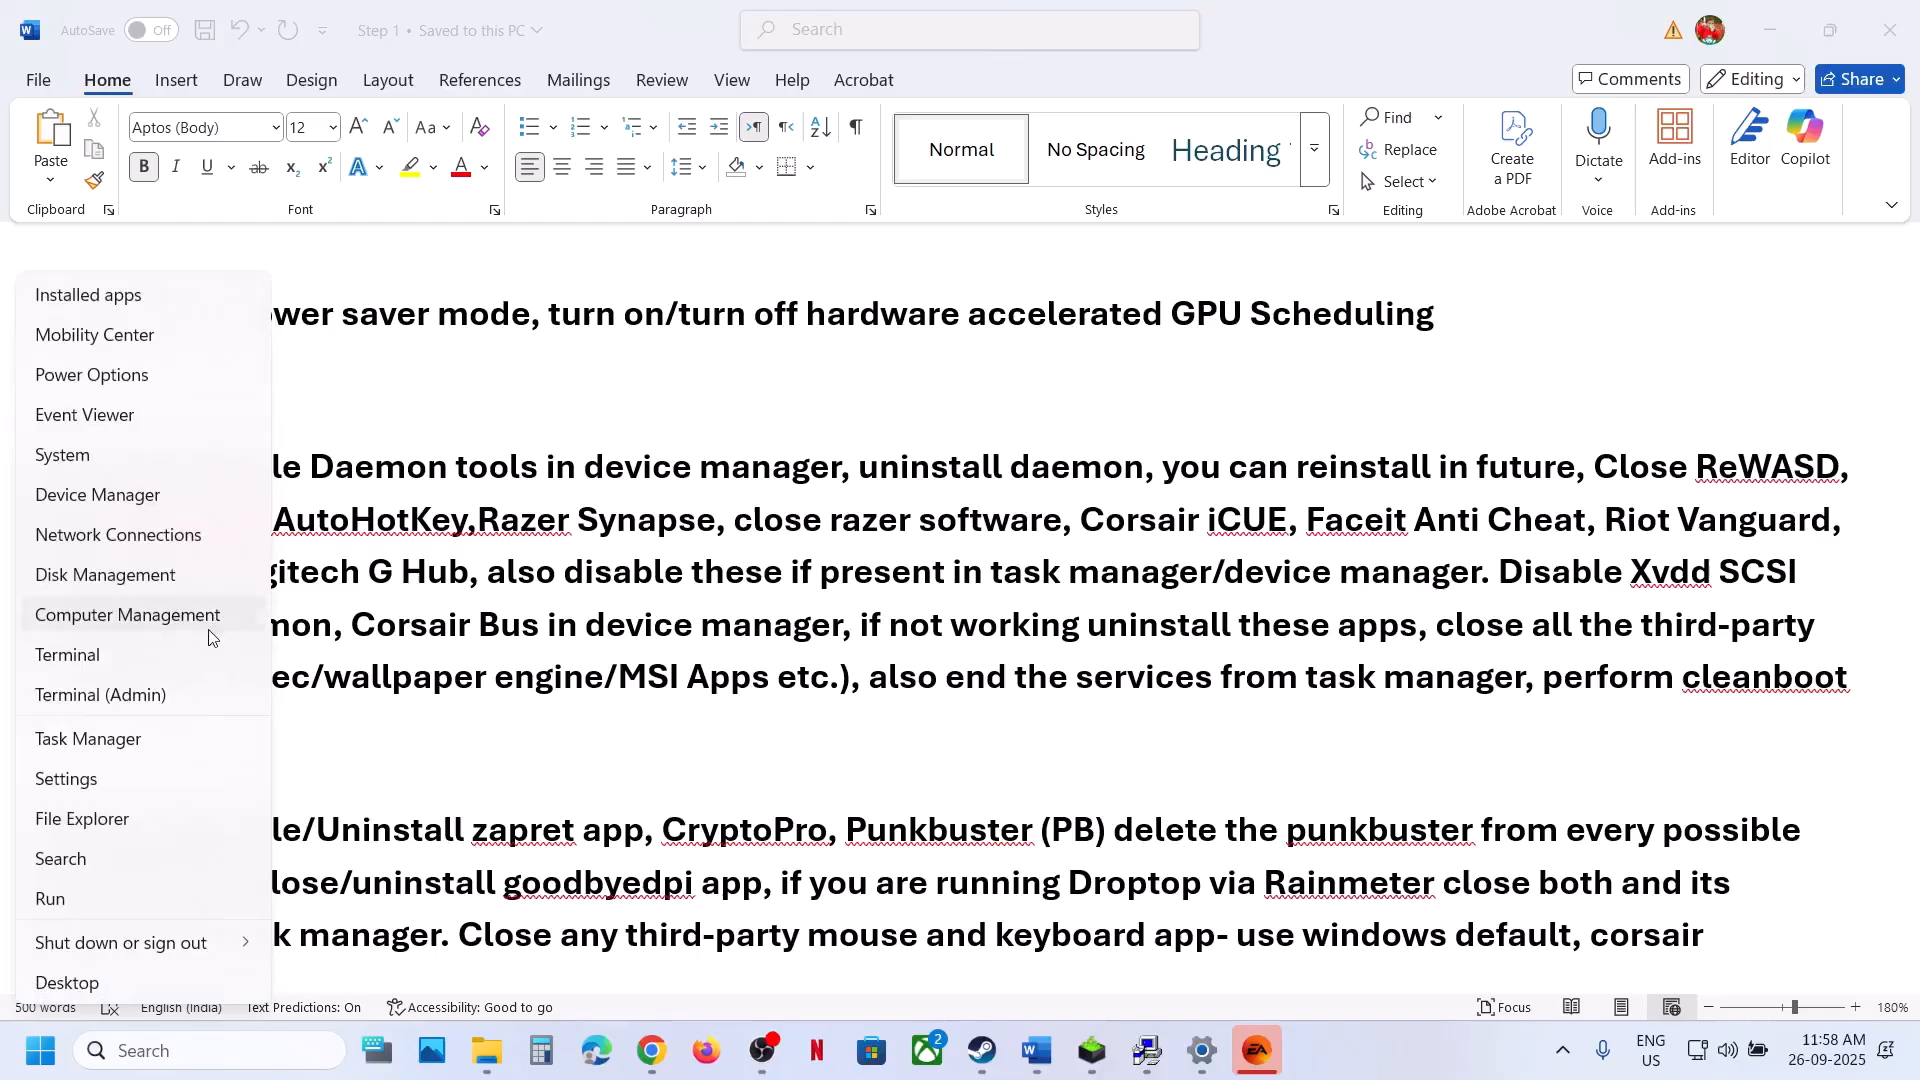 AutoSave Off Step 1 • Saved to this PC Search
File Home Insert Draw Design Layout References Mailings Review View Help Acrobat Comments Editing Share
Paste Clipboard
Aptos (Body) 12 Aa Font
Paragraph
Normal No Spacing Heading Styles
Find Replace Select Editing
Create a PDF Adobe Acrobat
Dictate Voice
Add-ins Add-ins
Editor Copilot
Installed apps
Mobility Center
Power Options
Event Viewer
System
Device Manager
Network Connections
Disk Management
Computer Management
Terminal
Terminal (Admin)
Task Manager
Settings
File Explorer
Search
Run
Shut down or sign out
Desktop
ower saver mode, turn on/turn off hardware accelerated GPU Scheduling
le Daemon tools in device manager, uninstall daemon, you can reinstall in future, Close ReWASD,
AutoHotKey,Razer Synapse, close razer software, Corsair iCUE, Faceit Anti Cheat, Riot Vanguard,
gitech G Hub, also disable these if present in task manager/device manager. Disable Xvdd SCSI
mon, Corsair Bus in device manager, if not working uninstall these apps, close all the third-party
ec/wallpaper engine/MSI Apps etc.), also end the services from task manager, perform cleanboot
le/Uninstall zapret app, CryptoPro, Punkbuster (PB) delete the punkbuster from every possible
lose/uninstall goodbyedpi app, if you are running Droptop via Rainmeter close both and its
k manager. Close any third-party mouse and keyboard app- use windows default, corsair
500 words English (India) Text Predictions: On Accessibility: Good to go Focus 180%
Search 2 ENG US 11:58 AM 26-09-2025